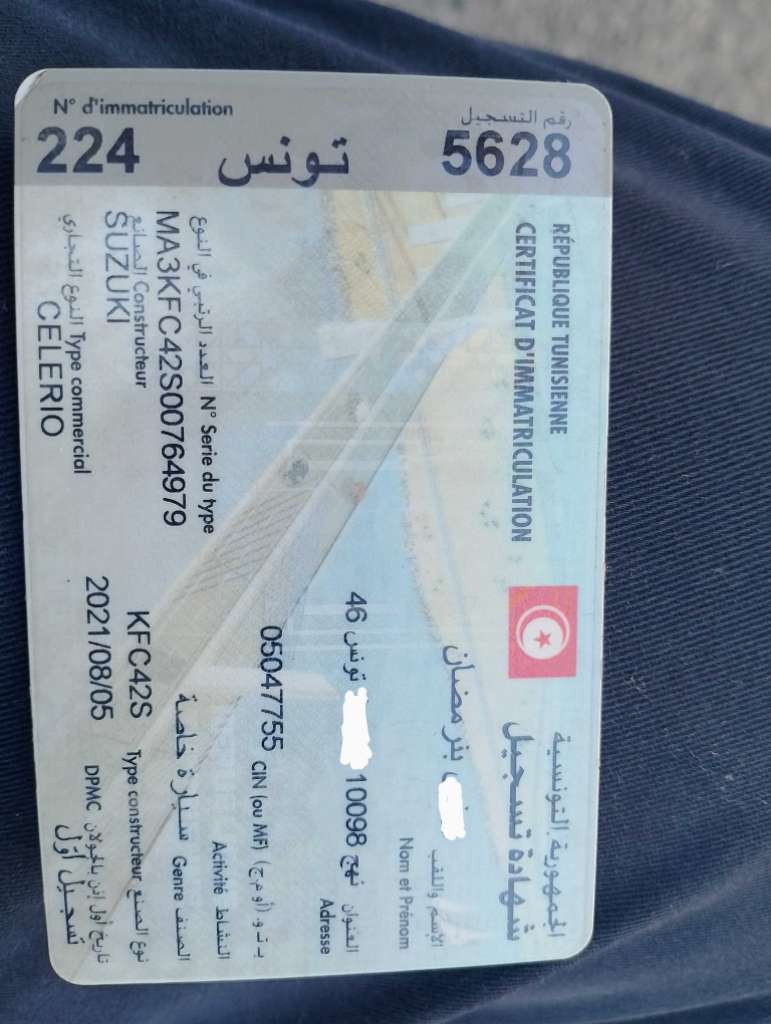 N° d'immatriculation رقم التسجيل
224 تونس 5628
RÉPUBLIQUE TUNISIENNE الجمهورية التونسية
CERTIFICAT D'IMMATRICULATION شهادة تسجيل
الاسم واللقب بنرمضان
Nom et Prénom
العنوان نهج 10098 تونس 46
Adresse
05047755 CIN (ou MF) ب.ت.و. (أو م.ج)
النشاط Activité
سيارة خاصة Genre الصنف
N° Serie du type العدد الرتبي في النوع
MA3KFC42S00764979
KFC42S Type constructeur نوع الصنع
Constructeur الصانع
SUZUKI
2021/08/05 DPMC تاريخ أول إذن بالجولان
Type commercial النوع التجاري
CELERIO
تسجيل أول